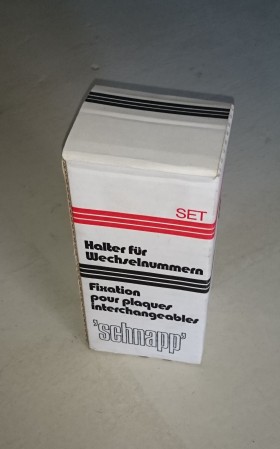 SET
Halter für
Wechselnummern
Fixation
pour plaques
interchangeables
'schnapp'